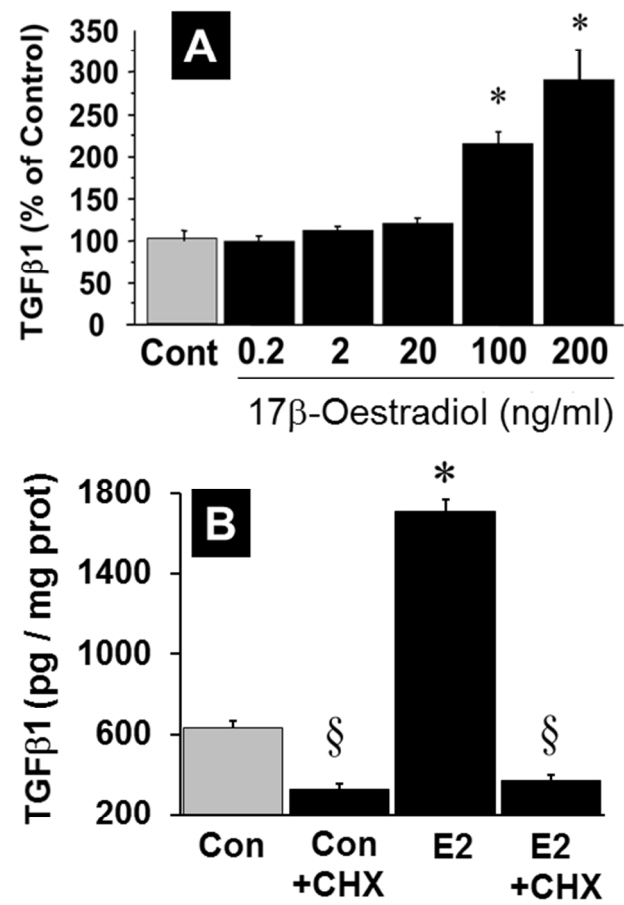 A
TGFβ1 (% of Control)
350
300
250
200
150
100
50
0
*
*
Cont 0.2 2 20 100 200
17β-Oestradiol (ng/ml)
B
TGFβ1 (pg / mg prot)
1800
1400
1000
600
200
*
§
§
Con Con E2 E2
+CHX +CHX